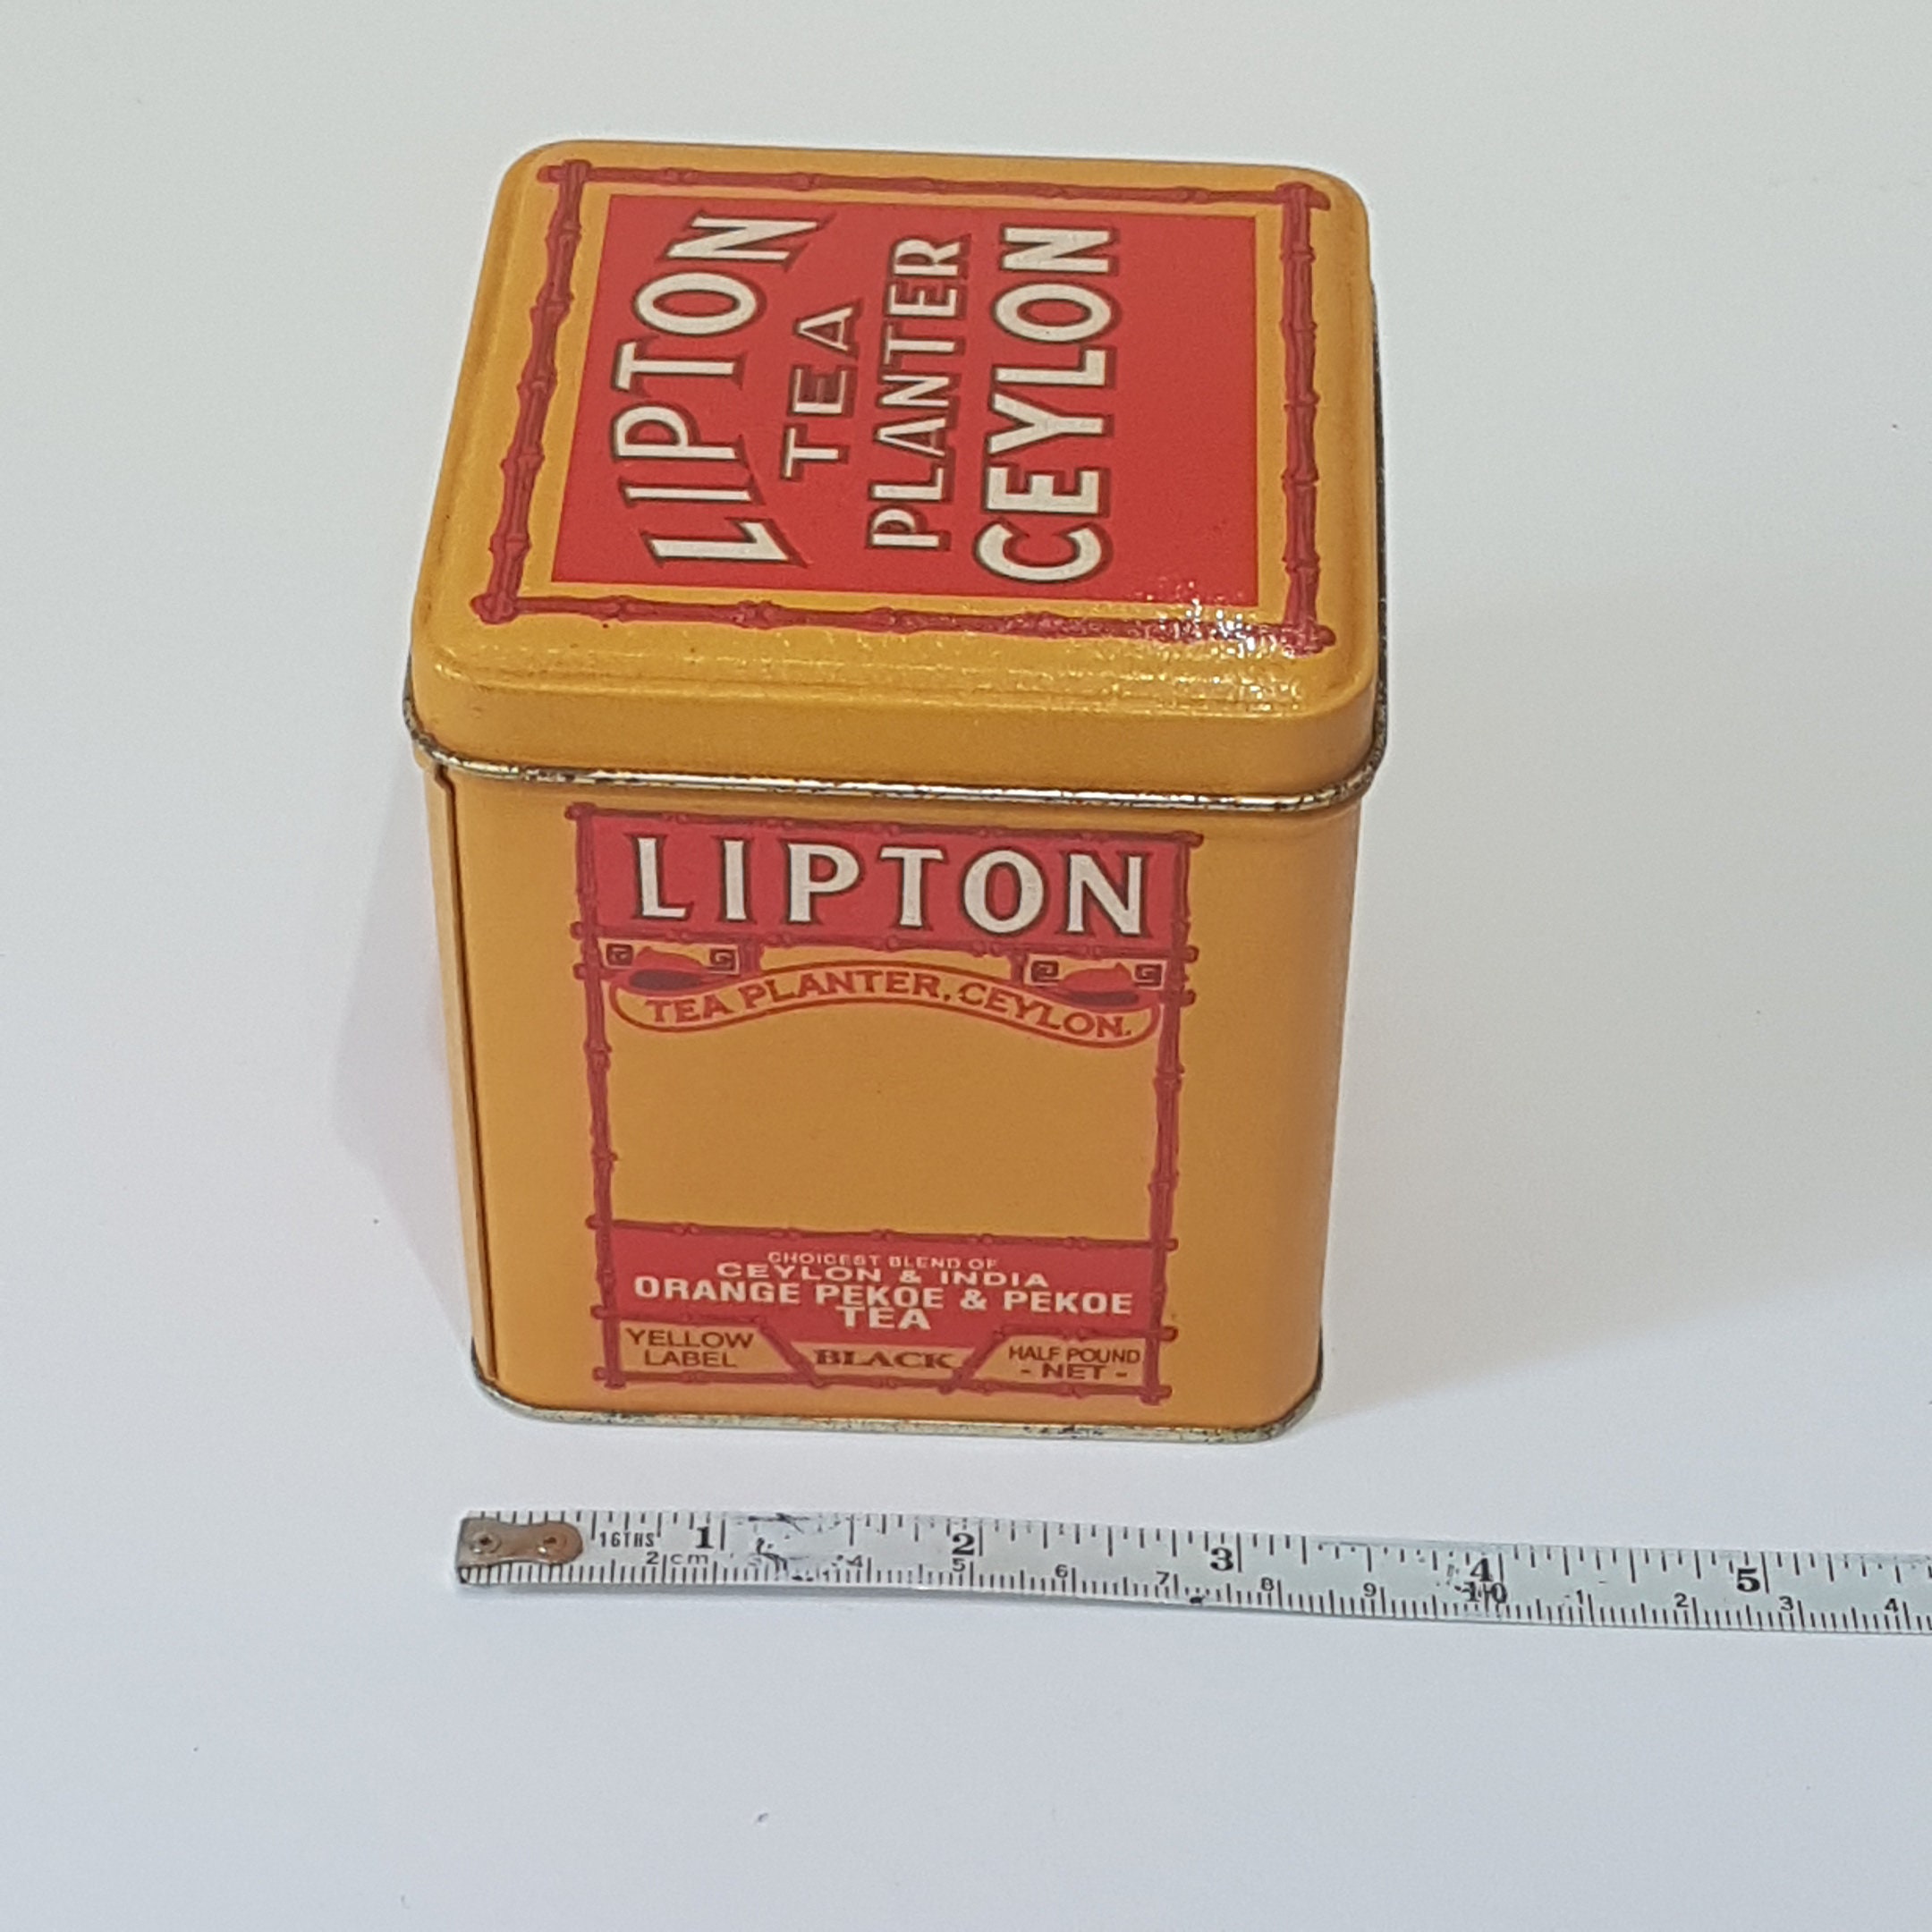 LIPTON
TEA
PLANTER
CEYLON
LIPTON
TEA PLANTER, CEYLON.
CHOICEST BLEND OF
CEYLON & INDIA
ORANGE PEKOE & PEKOE
TEA
YELLOW
LABEL
BLACK
HALF POUND
- NET -
16THS 1 2 3 4 5
2 cm 4 5 6 7 8 9 10 1 2 3 4